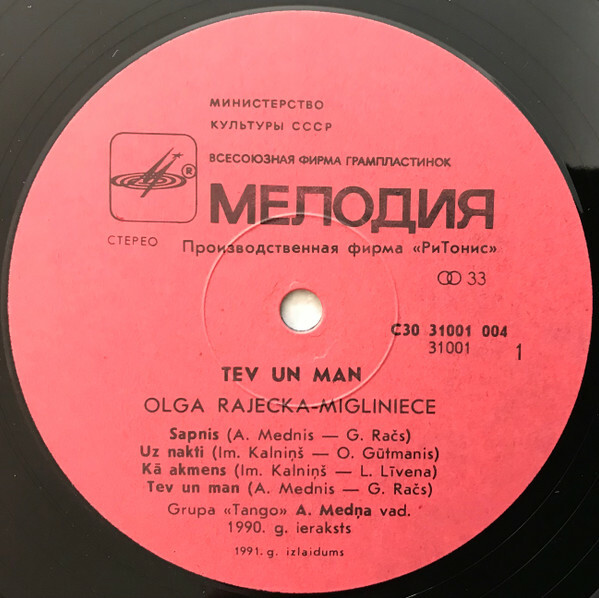 МИНИСТЕРСТВО
КУЛЬТУРЫ СССР
ВСЕСОЮЗНАЯ ФИРМА ГРАМПЛАСТИНОК
®
МЕЛОДИЯ
СТЕРЕО
Производственная фирма «РиТонис»
33
С30 31001 004
31001 1
TEV UN MAN
OLGA RAJECKA-MIGLINIECE
Sapnis (A. Mednis — G. Račs)
Uz nakti (Im. Kalniņš — O. Gūtmanis)
Kā akmens (Im. Kalniņš — L. Līvena)
Tev un man (A. Mednis — G. Račs)
Grupa «Tango» A. Medņa vad.
1990. g. ieraksts
1991. g. izlaidums